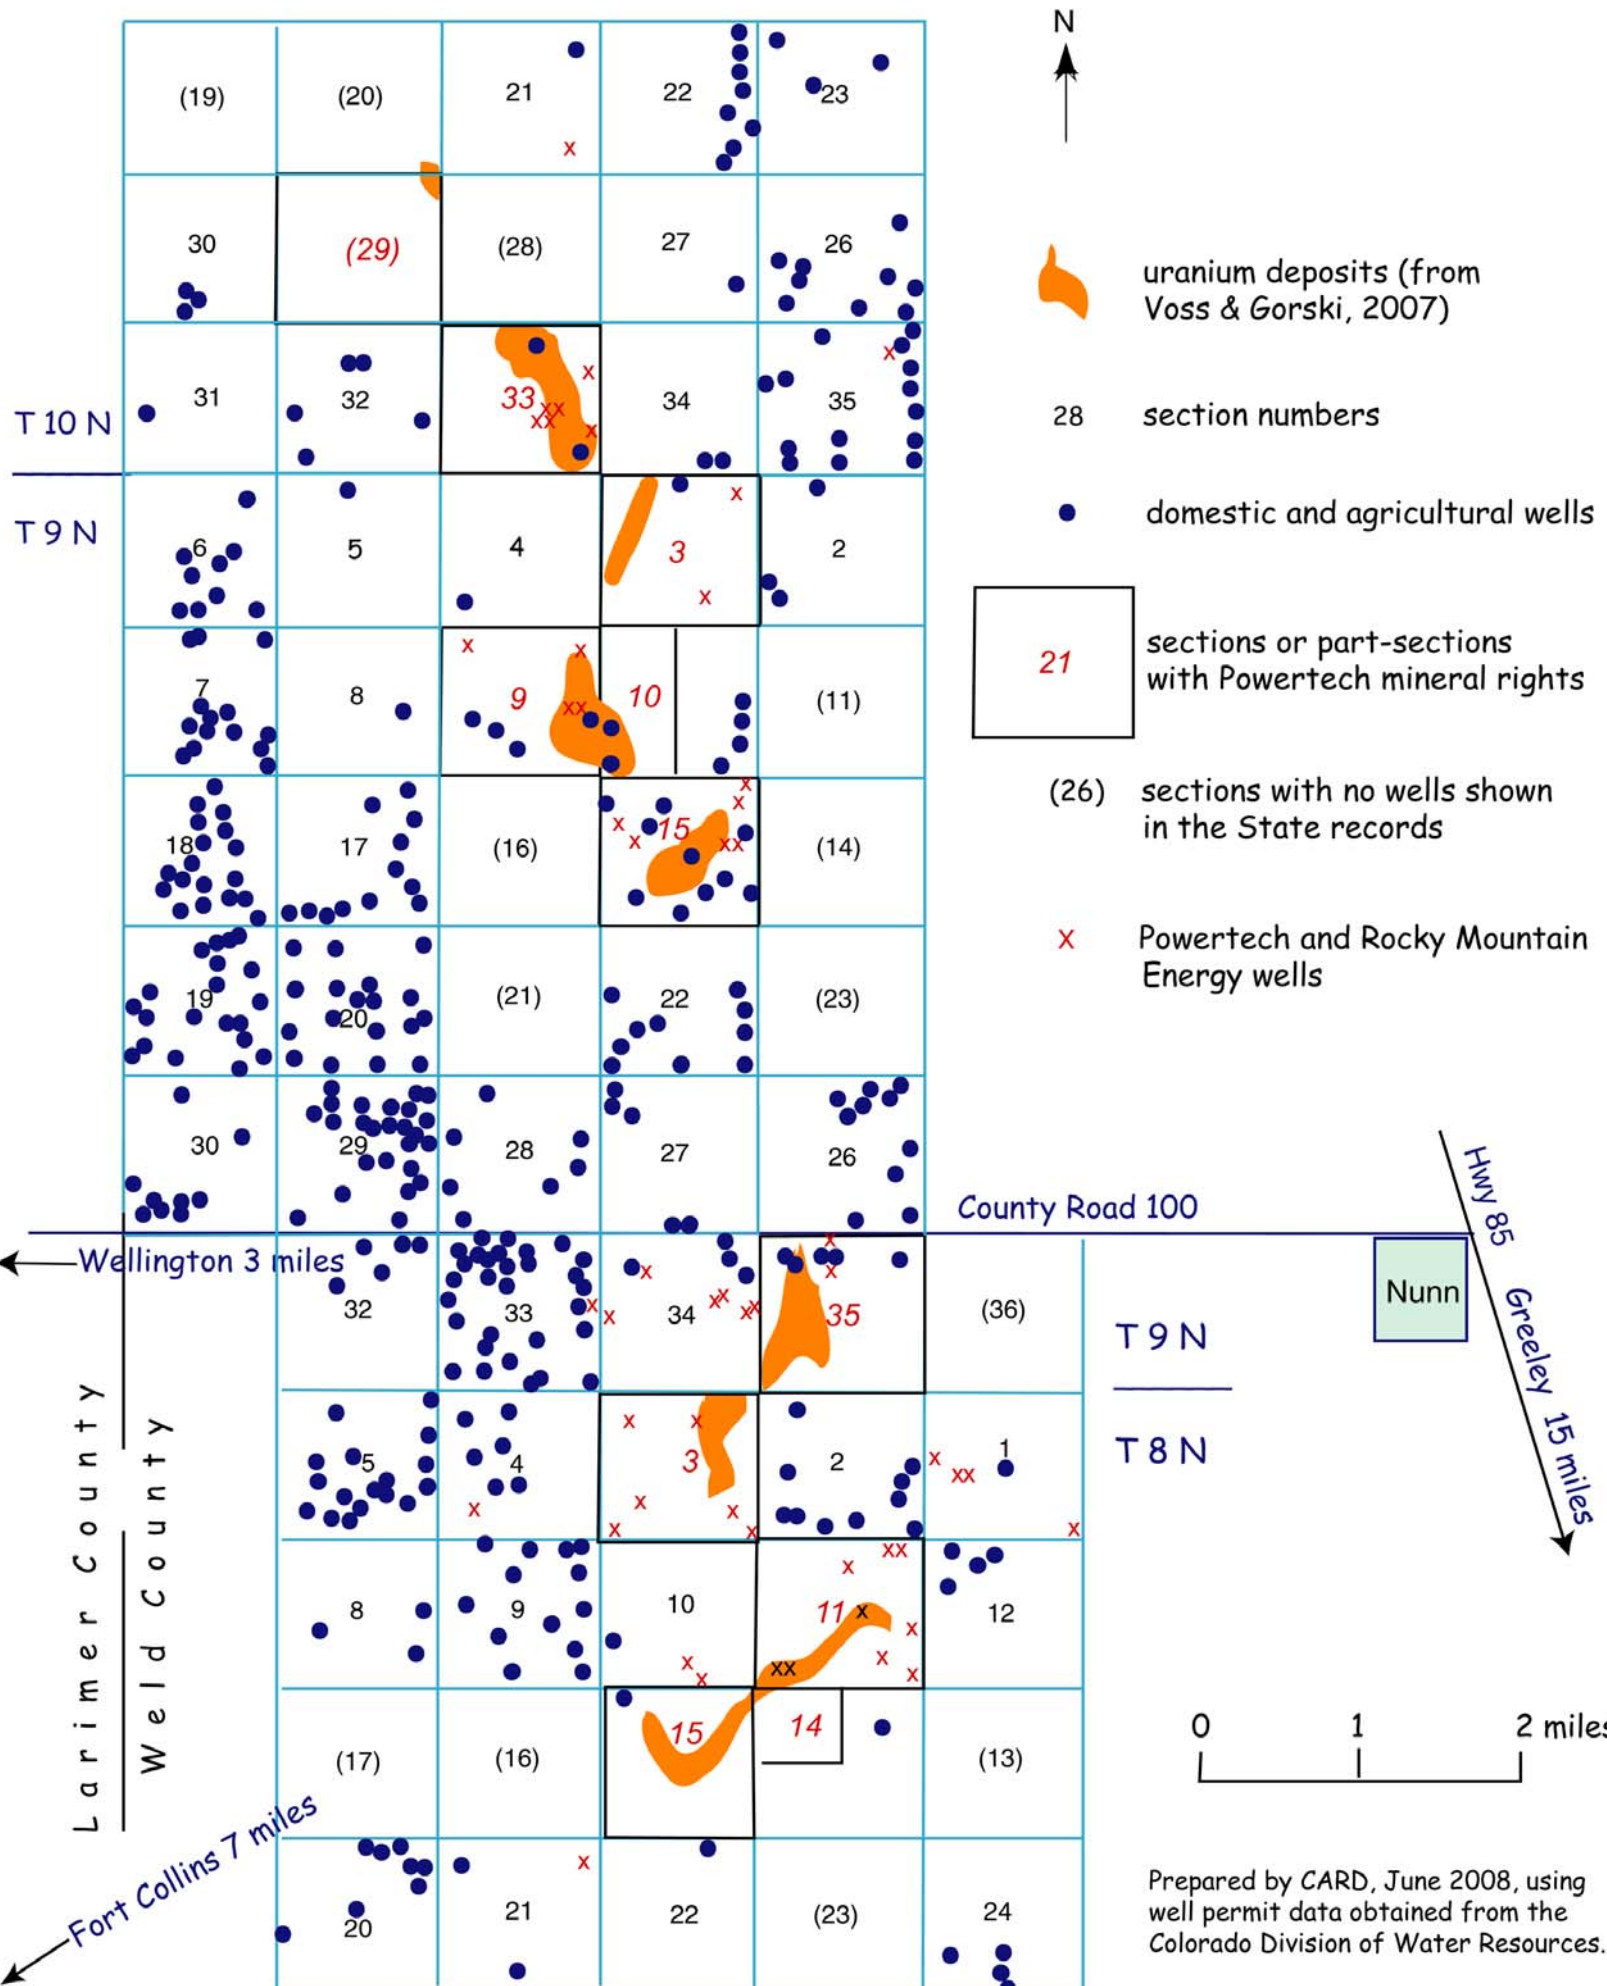 N
(19) (20) 21 22 23
x
30 (29) (28) 27 26
uranium deposits (from
Voss & Gorski, 2007)
31 32 33 34 35
x x xx xx x
T 10 N
28 section numbers
T 9 N
6 5 4 3 2
x x
domestic and agricultural wells
7 8 9 10 (11)
x x xx
21
sections or part-sections
with Powertech mineral rights
18 17 (16) 15 (14)
x x x x xx
(26) sections with no wells shown
in the State records
19 20 (21) 22 (23)
x Powertech and Rocky Mountain
Energy wells
30 29 28 27 26
County Road 100
Hwy 85
Greeley 15 miles
Wellington 3 miles
Nunn
32 33 34 35 (36)
x x x x x x x x x
T 9 N
T 8 N
5 4 3 2 1
x x x x x x x x xx x
Larimer County
Weld County
8 9 10 11 12
x x xx x x xx x x x
(17) (16) 15 14 (13)
0 1 2 miles
Fort Collins 7 miles
20 21 22 (23) 24
x
Prepared by CARD, June 2008, using
well permit data obtained from the
Colorado Division of Water Resources.